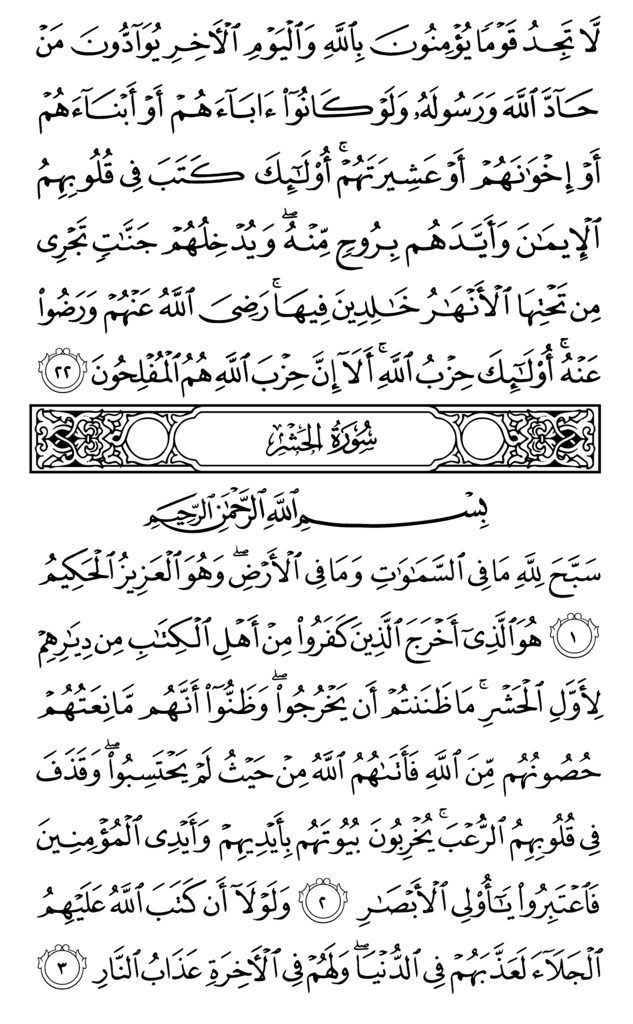 لَّا تَجِدُ قَوْمًا يُؤْمِنُونَ بِٱللَّهِ وَٱلْيَوْمِ ٱلْـَٔاخِرِ يُوَآدُّونَ مَنْ
حَآدَّ ٱللَّهَ وَرَسُولَهُۥ وَلَوْ كَانُوٓا۟ ءَابَآءَهُمْ أَوْ أَبْنَآءَهُمْ
أَوْ إِخْوَٰنَهُمْ أَوْ عَشِيرَتَهُمْ ۚ أُو۟لَٰٓئِكَ كَتَبَ فِى قُلُوبِهِمُ
ٱلْإِيمَٰنَ وَأَيَّدَهُم بِرُوحٍ مِّنْهُ ۖ وَيُدْخِلُهُمْ جَنَّٰتٍ تَجْرِى
مِن تَحْتِهَا ٱلْأَنْهَٰرُ خَٰلِدِينَ فِيهَا ۚ رَضِىَ ٱللَّهُ عَنْهُمْ وَرَضُوا۟
عَنْهُ ۚ أُو۟لَٰٓئِكَ حِزْبُ ٱللَّهِ ۚ أَلَآ إِنَّ حِزْبَ ٱللَّهِ هُمُ ٱلْمُفْلِحُونَ ٢٢
سُورَةُ الحَشْرِ
بِسْمِ ٱللَّهِ ٱلرَّحْمَٰنِ ٱلرَّحِيمِ
سَبَّحَ لِلَّهِ مَا فِى ٱلسَّمَٰوَٰتِ وَمَا فِى ٱلْأَرْضِ ۖ وَهُوَ ٱلْعَزِيزُ ٱلْحَكِيمُ
١ هُوَ ٱلَّذِىٓ أَخْرَجَ ٱلَّذِينَ كَفَرُوا۟ مِنْ أَهْلِ ٱلْكِتَٰبِ مِن دِيَٰرِهِمْ
لِأَوَّلِ ٱلْحَشْرِ ۚ مَا ظَنَنتُمْ أَن يَخْرُجُوا۟ ۖ وَظَنُّوٓا۟ أَنَّهُم مَّانِعَتُهُمْ
حُصُونُهُم مِّنَ ٱللَّهِ فَأَتَىٰهُمُ ٱللَّهُ مِنْ حَيْثُ لَمْ يَحْتَسِبُوا۟ ۖ وَقَذَفَ
فِى قُلُوبِهِمُ ٱلرُّعْبَ ۚ يُخْرِبُونَ بُيُوتَهُم بِأَيْدِيهِمْ وَأَيْدِى ٱلْمُؤْمِنِينَ
فَٱعْتَبِرُوا۟ يَٰٓأُو۟لِى ٱلْأَبْصَٰرِ ٢ وَلَوْلَآ أَن كَتَبَ ٱللَّهُ عَلَيْهِمُ
ٱلْجَلَآءَ لَعَذَّبَهُمْ فِى ٱلدُّنْيَا ۖ وَلَهُمْ فِى ٱلْـَٔاخِرَةِ عَذَابُ ٱلنَّارِ ٣